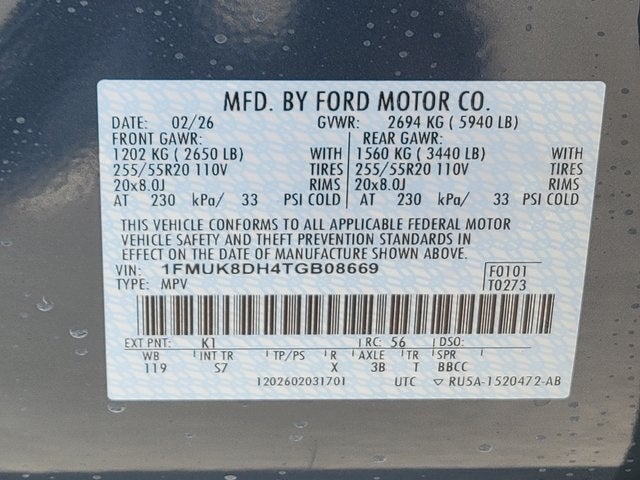 MFD. BY FORD MOTOR CO.
DATE: 02/26 GVWR: 2694 KG ( 5940 LB)
FRONT GAWR: REAR GAWR:
1202 KG ( 2650 LB) WITH 1560 KG ( 3440 LB) WITH
255/55R20 110V TIRES 255/55R20 110V TIRES
20x8.0J RIMS 20x8.0J RIMS
AT 230 kPa/ 33 PSI COLD AT 230 kPa/ 33 PSI COLD
THIS VEHICLE CONFORMS TO ALL APPLICABLE FEDERAL MOTOR
VEHICLE SAFETY AND THEFT PREVENTION STANDARDS IN
EFFECT ON THE DATE OF MANUFACTURE SHOWN ABOVE.
VIN: 1FMUK8DH4TGB08669 F0101
TYPE: MPV T0273
EXT PNT: K1 RC: 56 DSO:
WB INT TR TP/PS R AXLE TR SPR
119 S7 X 3B T BBCC
1202602031701 UTC ▽ RU5A-1520472-AB